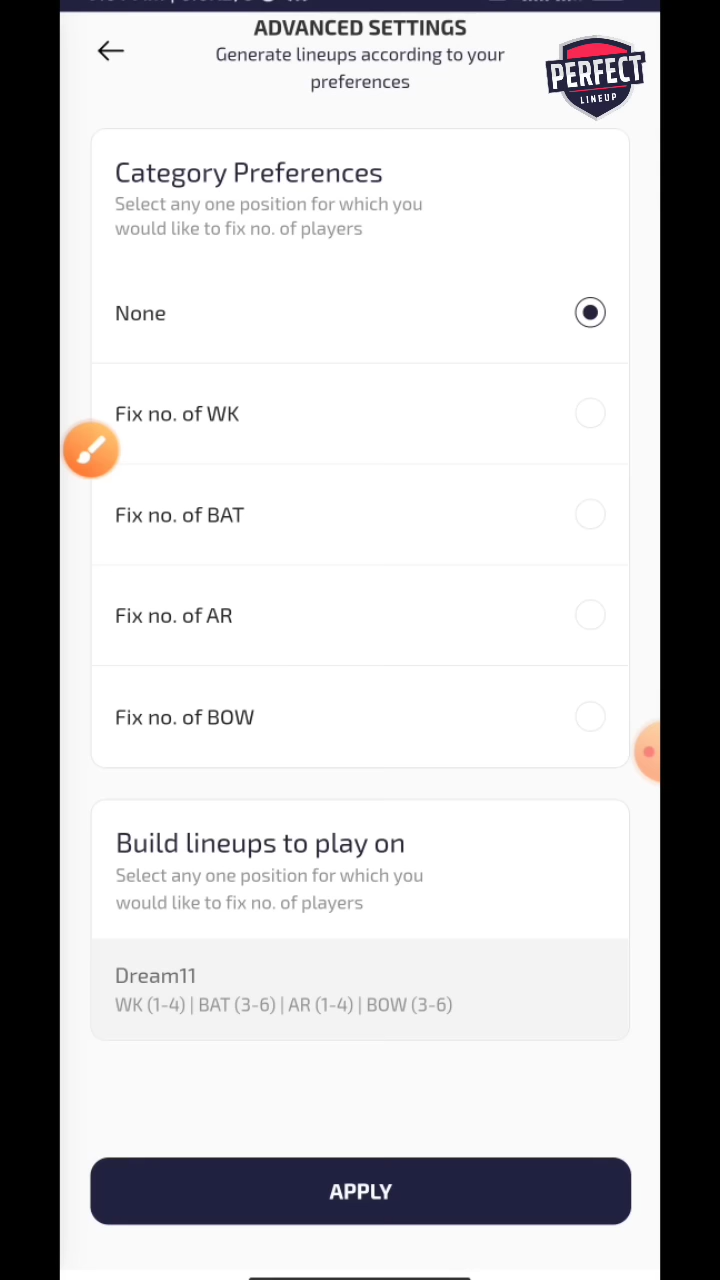 ADVANCED SETTINGS
Generate lineups according to your
preferences
PERFECT
LINEUP
Category Preferences
Select any one position for which you
would like to fix no. of players
None
Fix no. of WK
Fix no. of BAT
Fix no. of AR
Fix no. of BOW
Build lineups to play on
Select any one position for which you
would like to fix no. of players
Dream11
WK (1-4) | BAT (3-6) | AR (1-4) | BOW (3-6)
APPLY